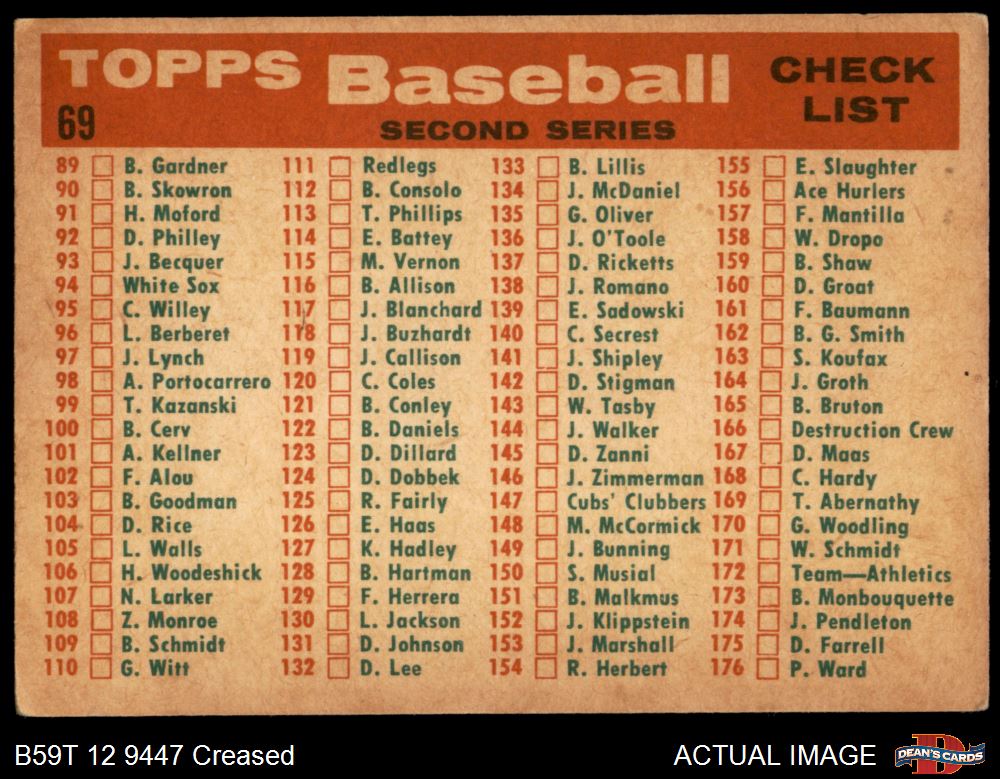 TOPPS Baseball CHECK LIST
69 SECOND SERIES
89 B. Gardner
90 B. Skowron
91 H. Moford
92 D. Philley
93 J. Becquer
94 White Sox
95 C. Willey
96 L. Berberet
97 J. Lynch
98 A. Portocarrero
99 T. Kazanski
100 B. Cerv
101 A. Kellner
102 F. Alou
103 B. Goodman
104 D. Rice
105 L. Walls
106 H. Woodeshick
107 N. Larker
108 Z. Monroe
109 B. Schmidt
110 G. Witt
111 Redlegs
112 B. Consolo
113 T. Phillips
114 E. Battey
115 M. Vernon
116 B. Allison
117 J. Blanchard
118 J. Buzhardt
119 J. Callison
120 C. Coles
121 B. Conley
122 B. Daniels
123 D. Dillard
124 D. Dobbek
125 R. Fairly
126 E. Haas
127 K. Hadley
128 B. Hartman
129 F. Herrera
130 L. Jackson
131 D. Johnson
132 D. Lee
133 B. Lillis
134 J. McDaniel
135 G. Oliver
136 J. O'Toole
137 D. Ricketts
138 J. Romano
139 E. Sadowski
140 C. Secrest
141 J. Shipley
142 D. Stigman
143 W. Tasby
144 J. Walker
145 D. Zanni
146 J. Zimmerman
147 Cubs' Clubbers
148 M. McCormick
149 J. Bunning
150 S. Musial
151 B. Malkmus
152 J. Klippstein
153 J. Marshall
154 R. Herbert
155 E. Slaughter
156 Ace Hurlers
157 F. Mantilla
158 W. Dropo
159 B. Shaw
160 D. Groat
161 F. Baumann
162 B. G. Smith
163 S. Koufax
164 J. Groth
165 B. Bruton
166 Destruction Crew
167 D. Maas
168 C. Hardy
169 T. Abernathy
170 G. Woodling
171 W. Schmidt
172 Team—Athletics
173 B. Monbouquette
174 J. Pendleton
175 D. Farrell
176 P. Ward
B59T 12 9447 Creased
ACTUAL IMAGE
DEAN'S CARDS